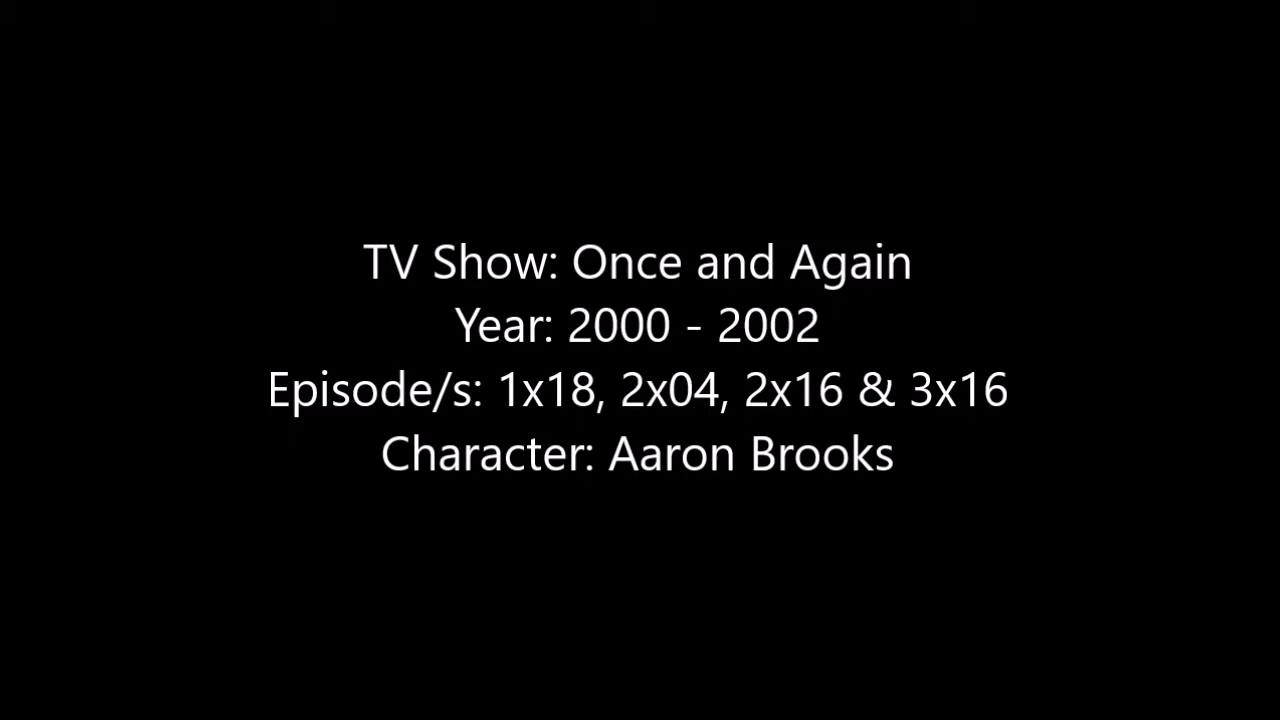 TV Show: Once and Again
Year: 2000 - 2002
Episode/s: 1x18, 2x04, 2x16 & 3x16
Character: Aaron Brooks